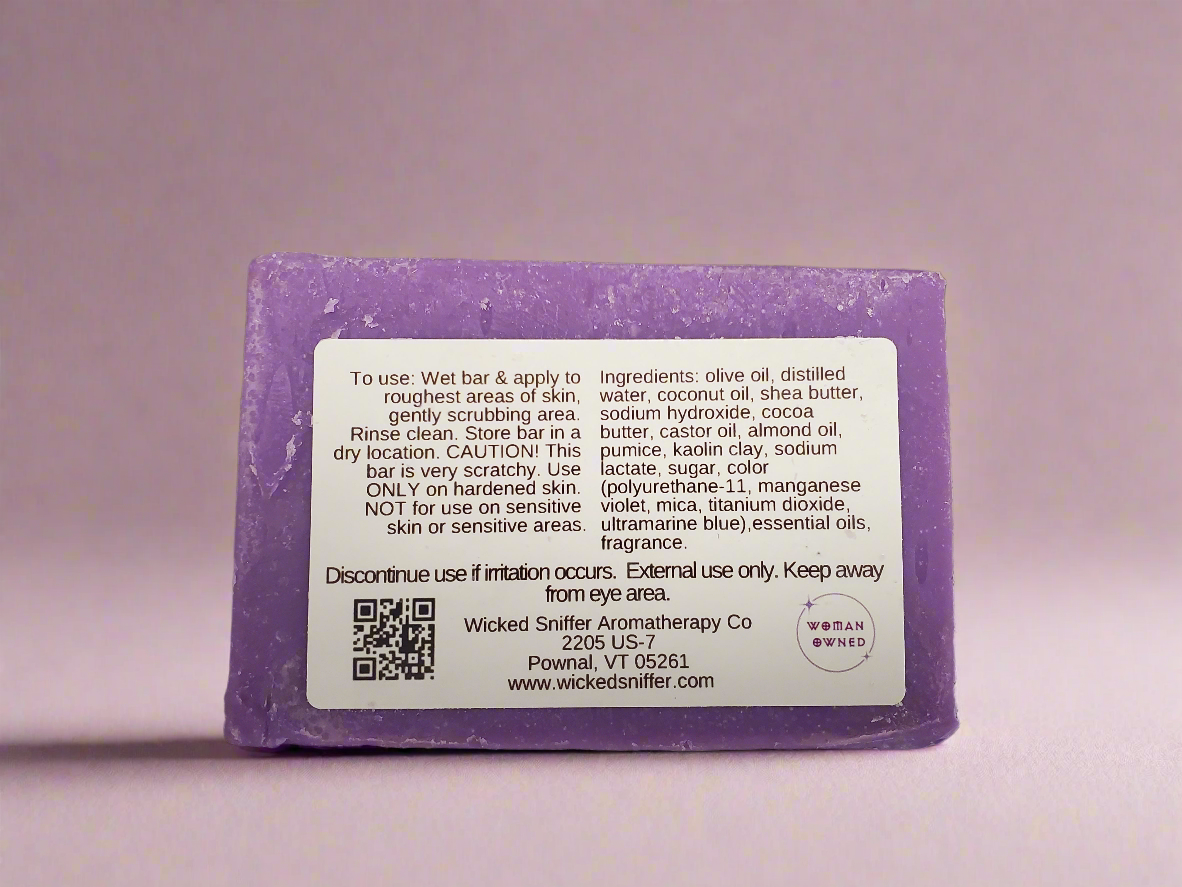 To use: Wet bar & apply to
roughest areas of skin,
gently scrubbing area.
Rinse clean. Store bar in a
dry location. CAUTION! This
bar is very scratchy. Use
ONLY on hardened skin.
NOT for use on sensitive
skin or sensitive areas.
Ingredients: olive oil, distilled
water, coconut oil, shea butter,
sodium hydroxide, cocoa
butter, castor oil, almond oil,
pumice, kaolin clay, sodium
lactate, sugar, color
(polyurethane-11, manganese
violet, mica, titanium dioxide,
ultramarine blue),essential oils,
fragrance.
Discontinue use if irritation occurs. External use only. Keep away
from eye area.
Wicked Sniffer Aromatherapy Co
2205 US-7
Pownal, VT 05261
www.wickedsniffer.com
WOMAN
OWNED